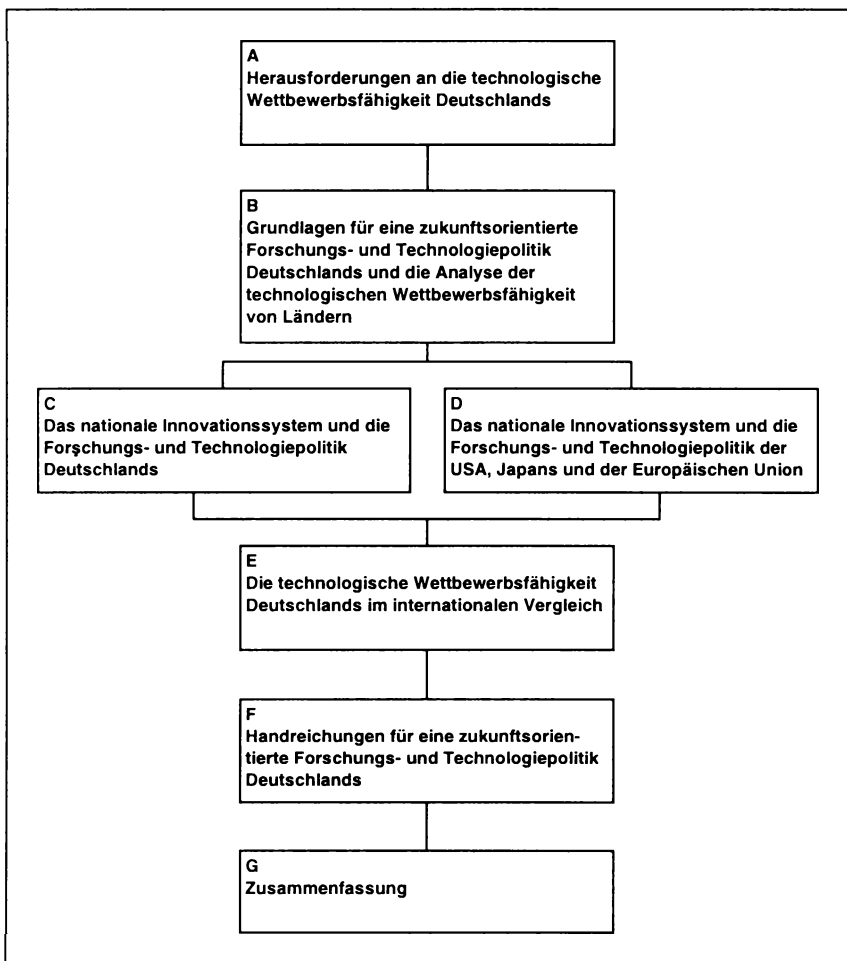 A
Herausforderungen an die technologische
Wettbewerbsfähigkeit Deutschlands
B
Grundlagen für eine zukunftsorientierte
Forschungs- und Technologiepolitik
Deutschlands und die Analyse der
technologischen Wettbewerbsfähigkeit
von Ländern
C
Das nationale Innovationssystem und die
Forschungs- und Technologiepolitik
Deutschlands
D
Das nationale Innovationssystem und die
Forschungs- und Technologiepolitik der
USA, Japans und der Europäischen Union
E
Die technologische Wettbewerbsfähigkeit
Deutschlands im internationalen Vergleich
F
Handreichungen für eine zukunftsorien-
tierte Forschungs- und Technologiepolitik
Deutschlands
G
Zusammenfassung